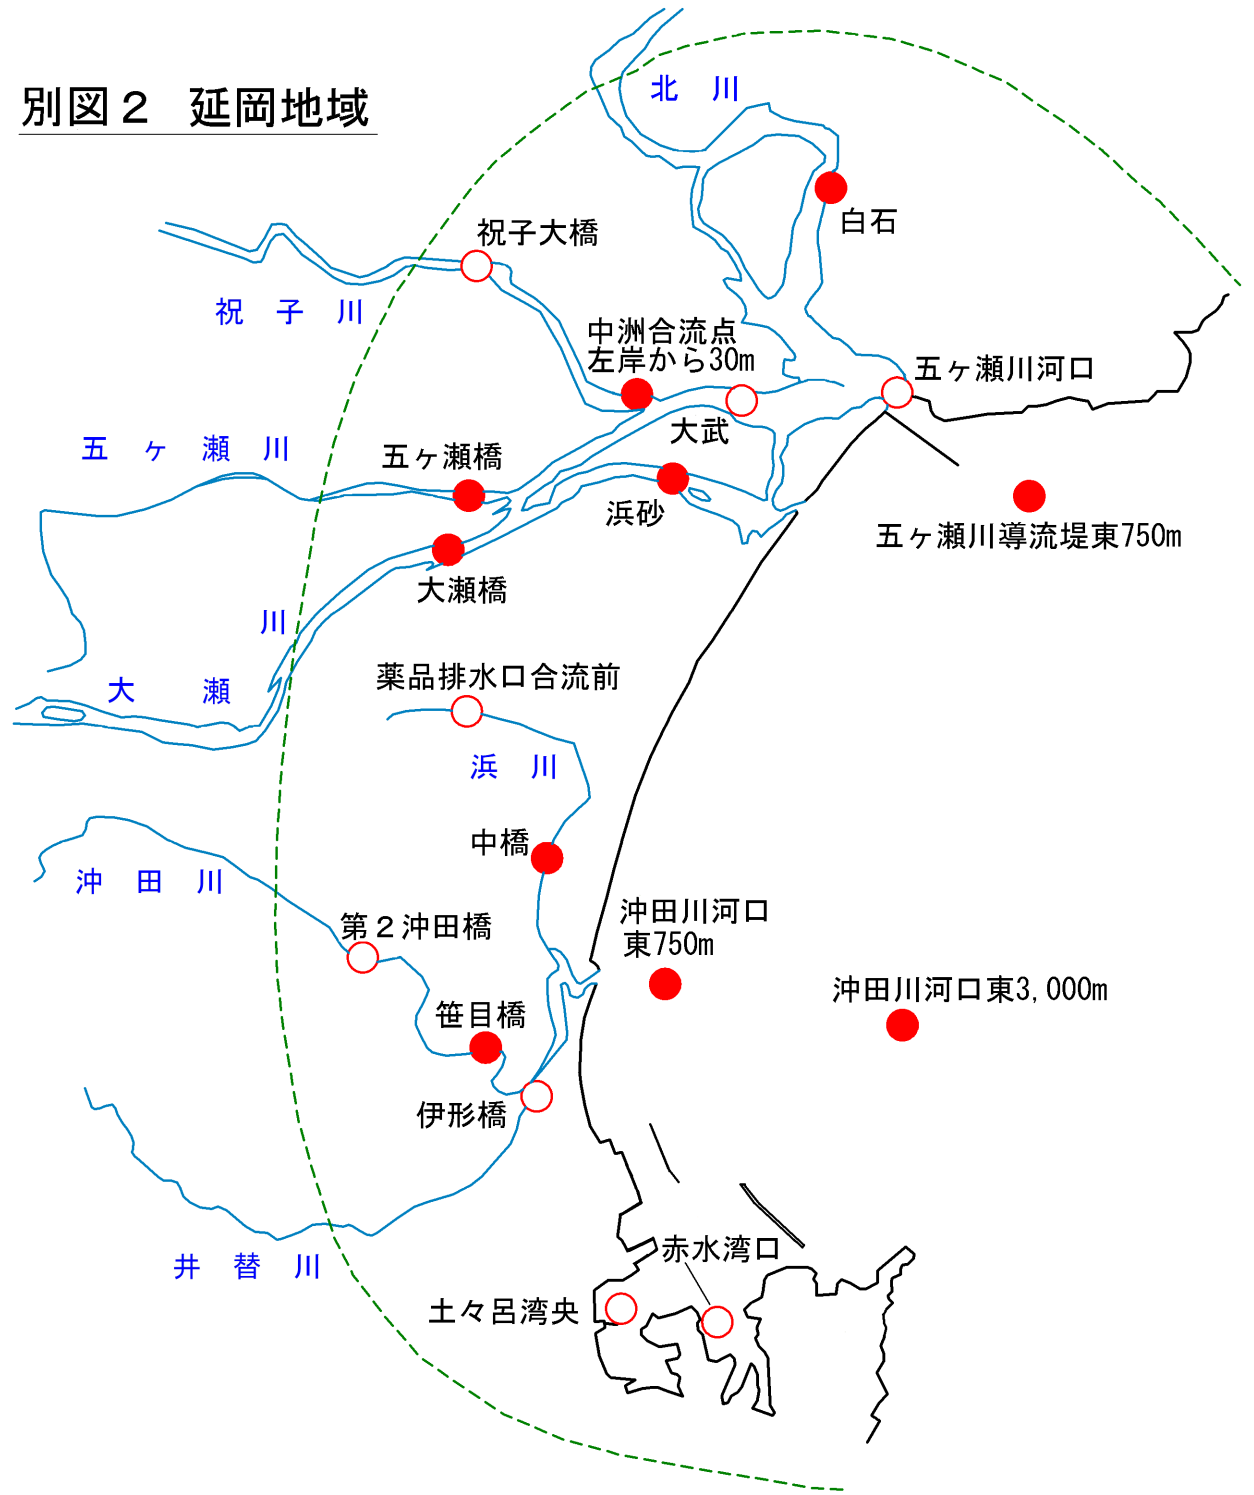 別図２　延岡地域
北　川
白石
祝子大橋
祝　子　川
中洲合流点
左岸から30m
五ヶ瀬川河口
大武
五　ヶ　瀬　川
五ヶ瀬橋
浜砂
五ヶ瀬川導流堤東750m
大瀬橋
大　瀬　川
薬品排水口合流前
浜　川
中橋
沖　田　川
第２沖田橋
沖田川河口
東750m
沖田川河口東3,000m
笹目橋
伊形橋
井　替　川
赤水湾口
土々呂湾央